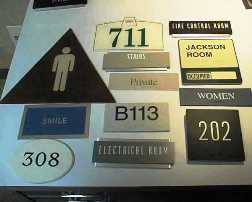 711
STAIRS
Private
B113
ELECTRICAL ROOM
SMILE
308
FIRE CONTROL ROOM
JACKSON
ROOM
OCCUPIED
WOMEN
202